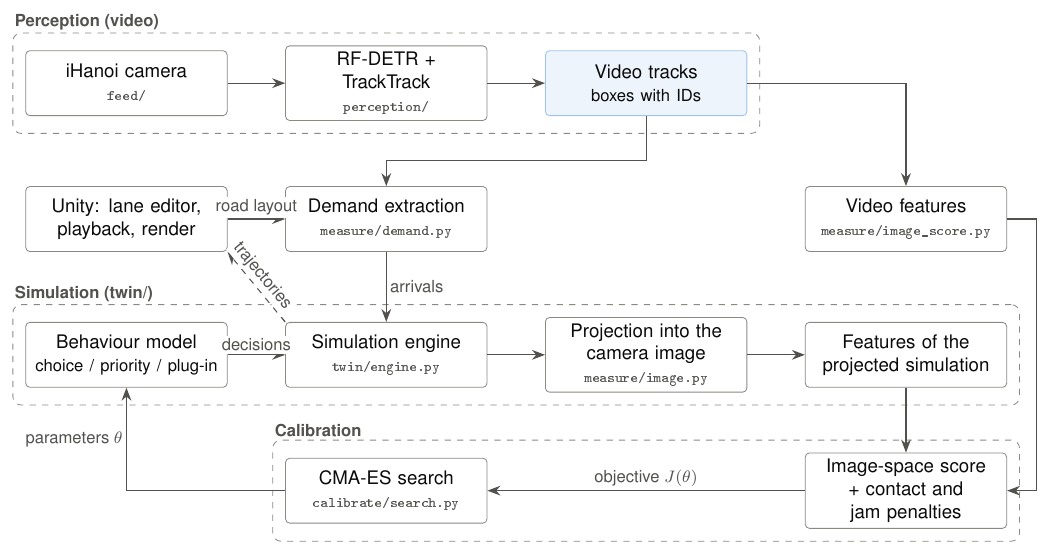 Perception (video)
iHanoi camera
feed/
RF-DETR +
TrackTrack
perception/
Video tracks
boxes with IDs
Unity: lane editor,
playback, render
road layout
Demand extraction
measure/demand.py
Video features
measure/image_score.py
trajectories
arrivals
Simulation (twin/)
Behaviour model
choice / priority / plug-in
decisions
Simulation engine
twin/engine.py
Projection into the
camera image
measure/image.py
Features of the
projected simulation
parameters θ
Calibration
CMA-ES search
calibrate/search.py
objective J(θ)
Image-space score
+ contact and
jam penalties